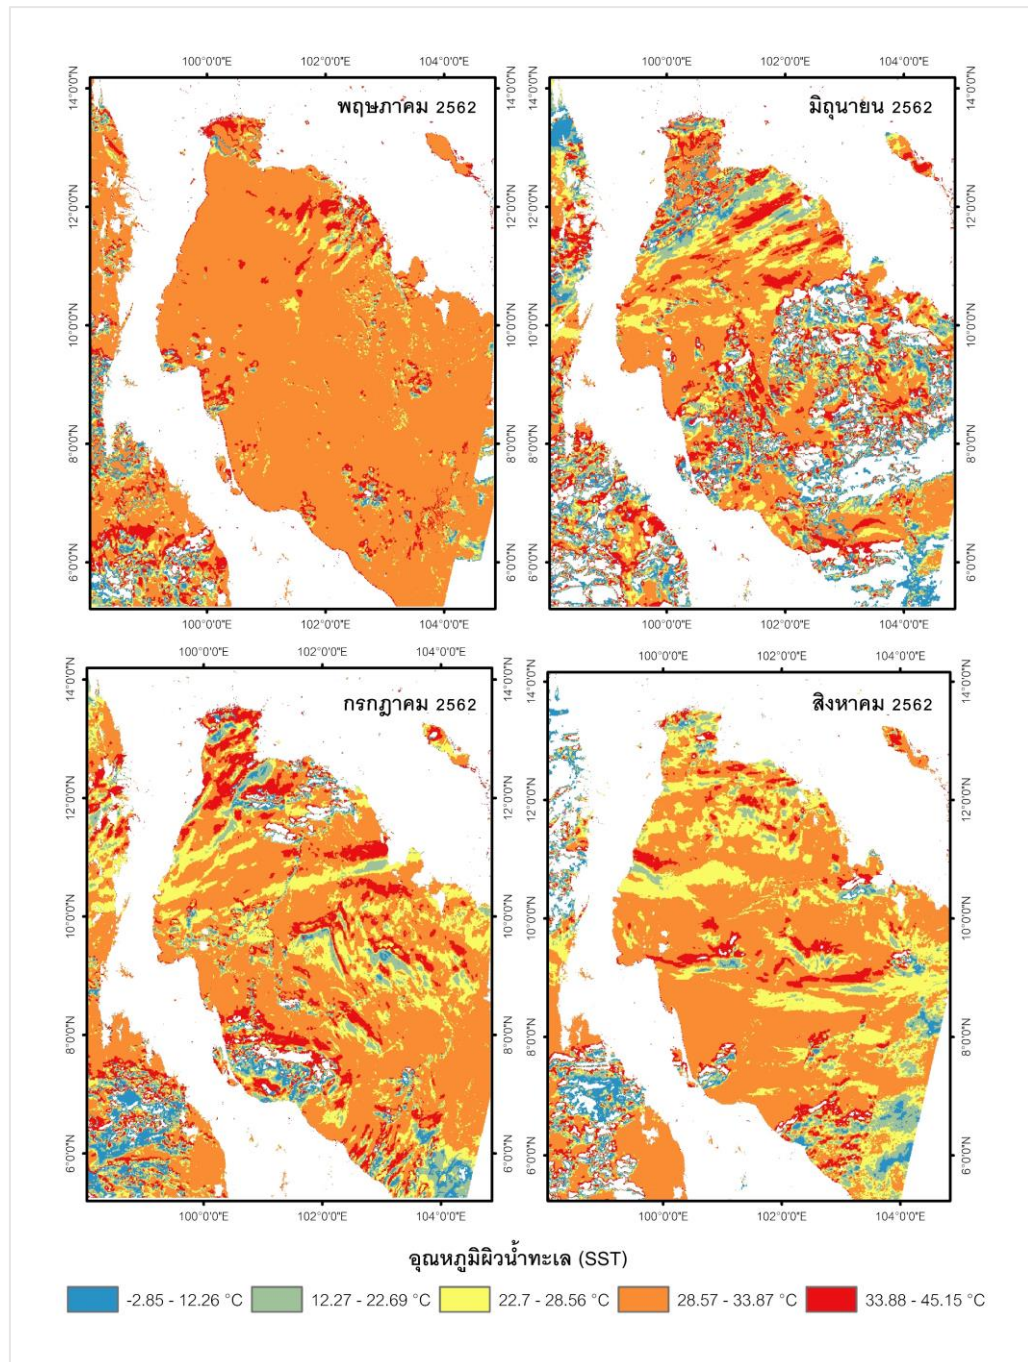 100°0'0"E 102°0'0"E 104°0'0"E 100°0'0"E 102°0'0"E 104°0'0"E
พฤษภาคม 2562 มิถุนายน 2562
14°0'0"N 14°0'0"N 14°0'0"N 14°0'0"N
12°0'0"N 12°0'0"N 12°0'0"N 12°0'0"N
10°0'0"N 10°0'0"N 10°0'0"N 10°0'0"N
8°0'0"N 8°0'0"N 8°0'0"N 8°0'0"N
6°0'0"N 6°0'0"N 6°0'0"N 6°0'0"N
100°0'0"E 102°0'0"E 104°0'0"E 100°0'0"E 102°0'0"E 104°0'0"E
100°0'0"E 102°0'0"E 104°0'0"E 100°0'0"E 102°0'0"E 104°0'0"E
กรกฎาคม 2562 สิงหาคม 2562
14°0'0"N 14°0'0"N 14°0'0"N 14°0'0"N
12°0'0"N 12°0'0"N 12°0'0"N 12°0'0"N
10°0'0"N 10°0'0"N 10°0'0"N 10°0'0"N
8°0'0"N 8°0'0"N 8°0'0"N 8°0'0"N
6°0'0"N 6°0'0"N 6°0'0"N 6°0'0"N
100°0'0"E 102°0'0"E 104°0'0"E 100°0'0"E 102°0'0"E 104°0'0"E
อุณหภูมิผิวน้ำทะเล (SST)
-2.85 - 12.26 °C 12.27 - 22.69 °C 22.7 - 28.56 °C 28.57 - 33.87 °C 33.88 - 45.15 °C